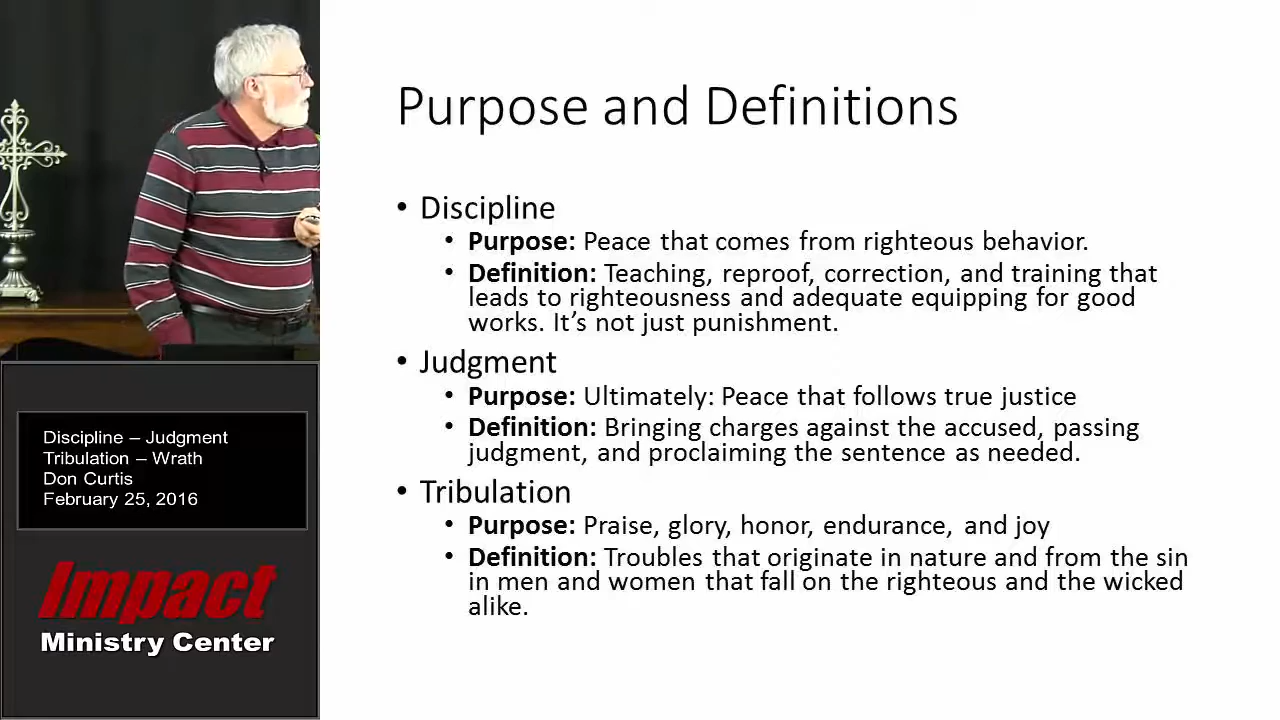 Purpose and Definitions
• Discipline
• Purpose: Peace that comes from righteous behavior.
• Definition: Teaching, reproof, correction, and training that
leads to righteousness and adequate equipping for good
works. It’s not just punishment.
• Judgment
• Purpose: Ultimately: Peace that follows true justice
• Definition: Bringing charges against the accused, passing
judgment, and proclaiming the sentence as needed.
• Tribulation
• Purpose: Praise, glory, honor, endurance, and joy
• Definition: Troubles that originate in nature and from the sin
in men and women that fall on the righteous and the wicked
alike.
Discipline – Judgment
Tribulation – Wrath
Don Curtis
February 25, 2016
Impact
Ministry Center